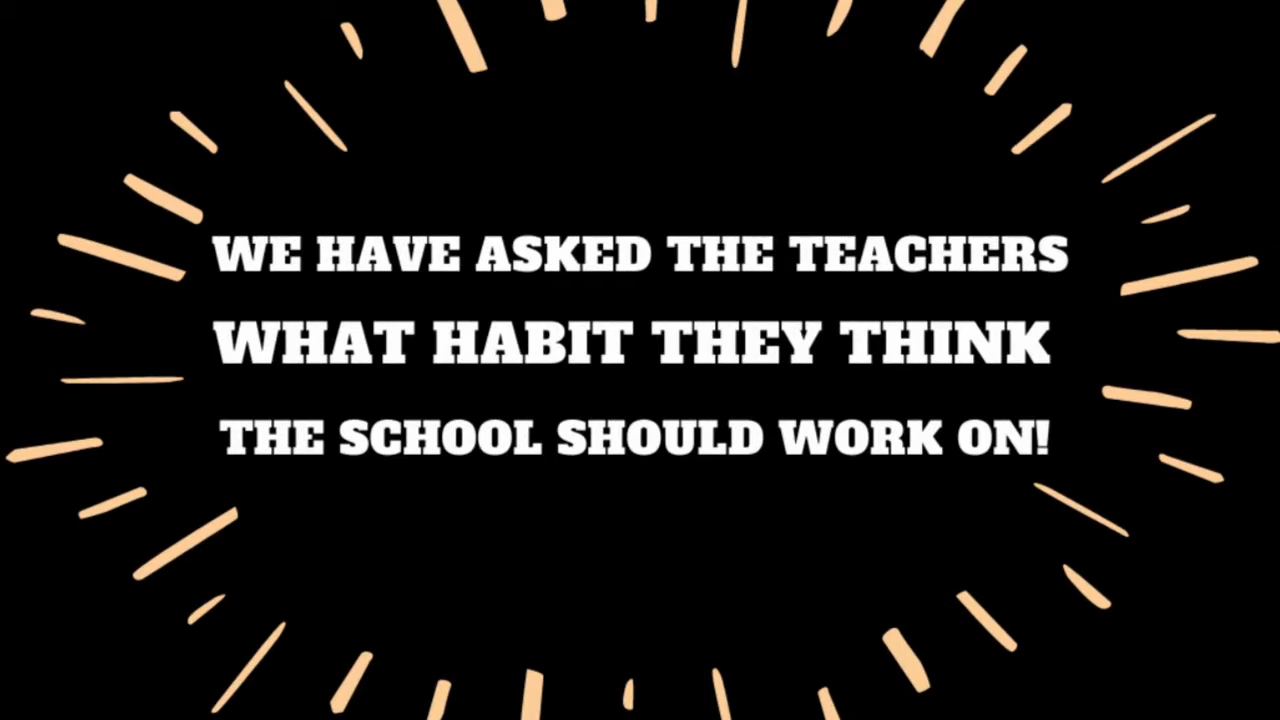 WE HAVE ASKED THE TEACHERS
WHAT HABIT THEY THINK
THE SCHOOL SHOULD WORK ON!